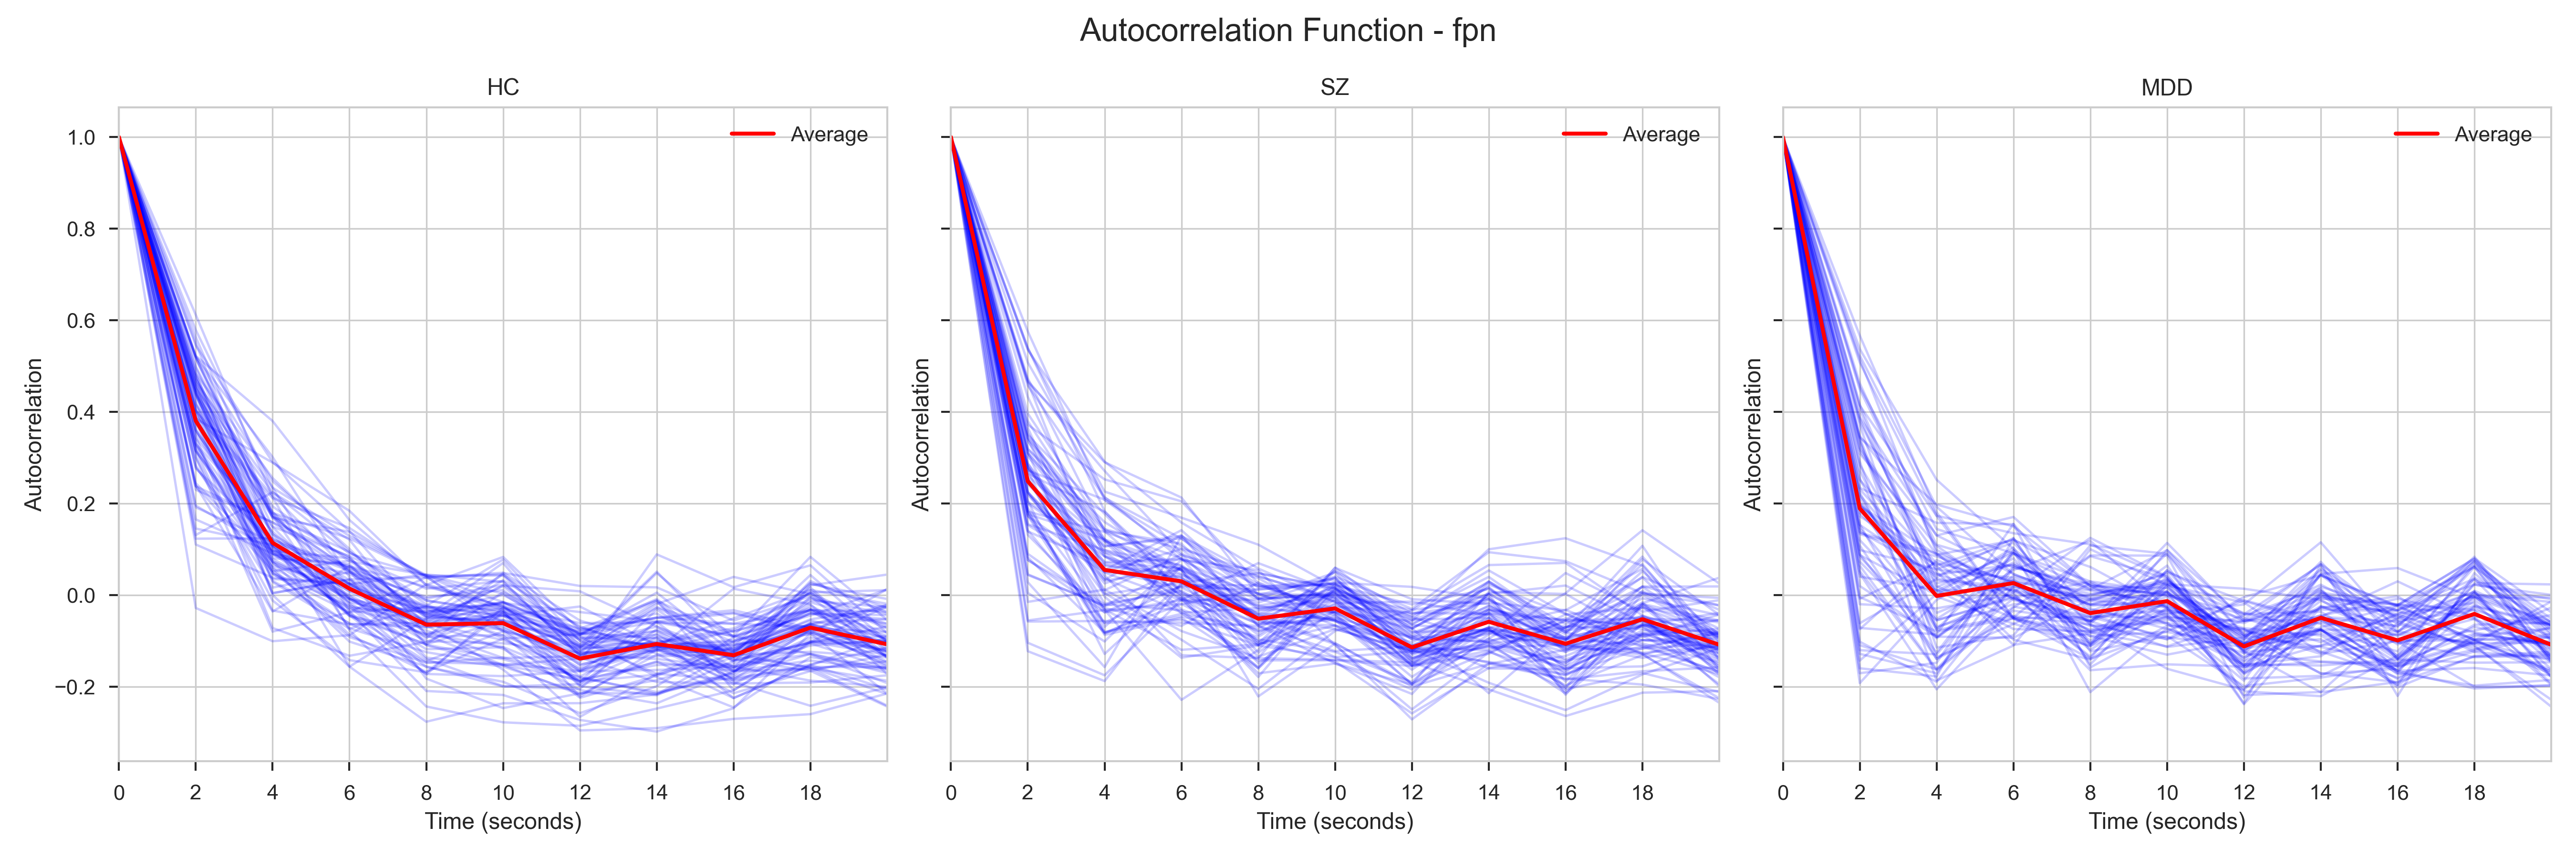 Autocorrelation Function - fpn
HC
SZ
MDD
Average
Average
Average
1.0
0.8
0.6
0.4
0.2
0.0
−0.2
Autocorrelation
Autocorrelation
Autocorrelation
0 2 4 6 8 10 12 14 16 18
0 2 4 6 8 10 12 14 16 18
0 2 4 6 8 10 12 14 16 18
Time (seconds)
Time (seconds)
Time (seconds)